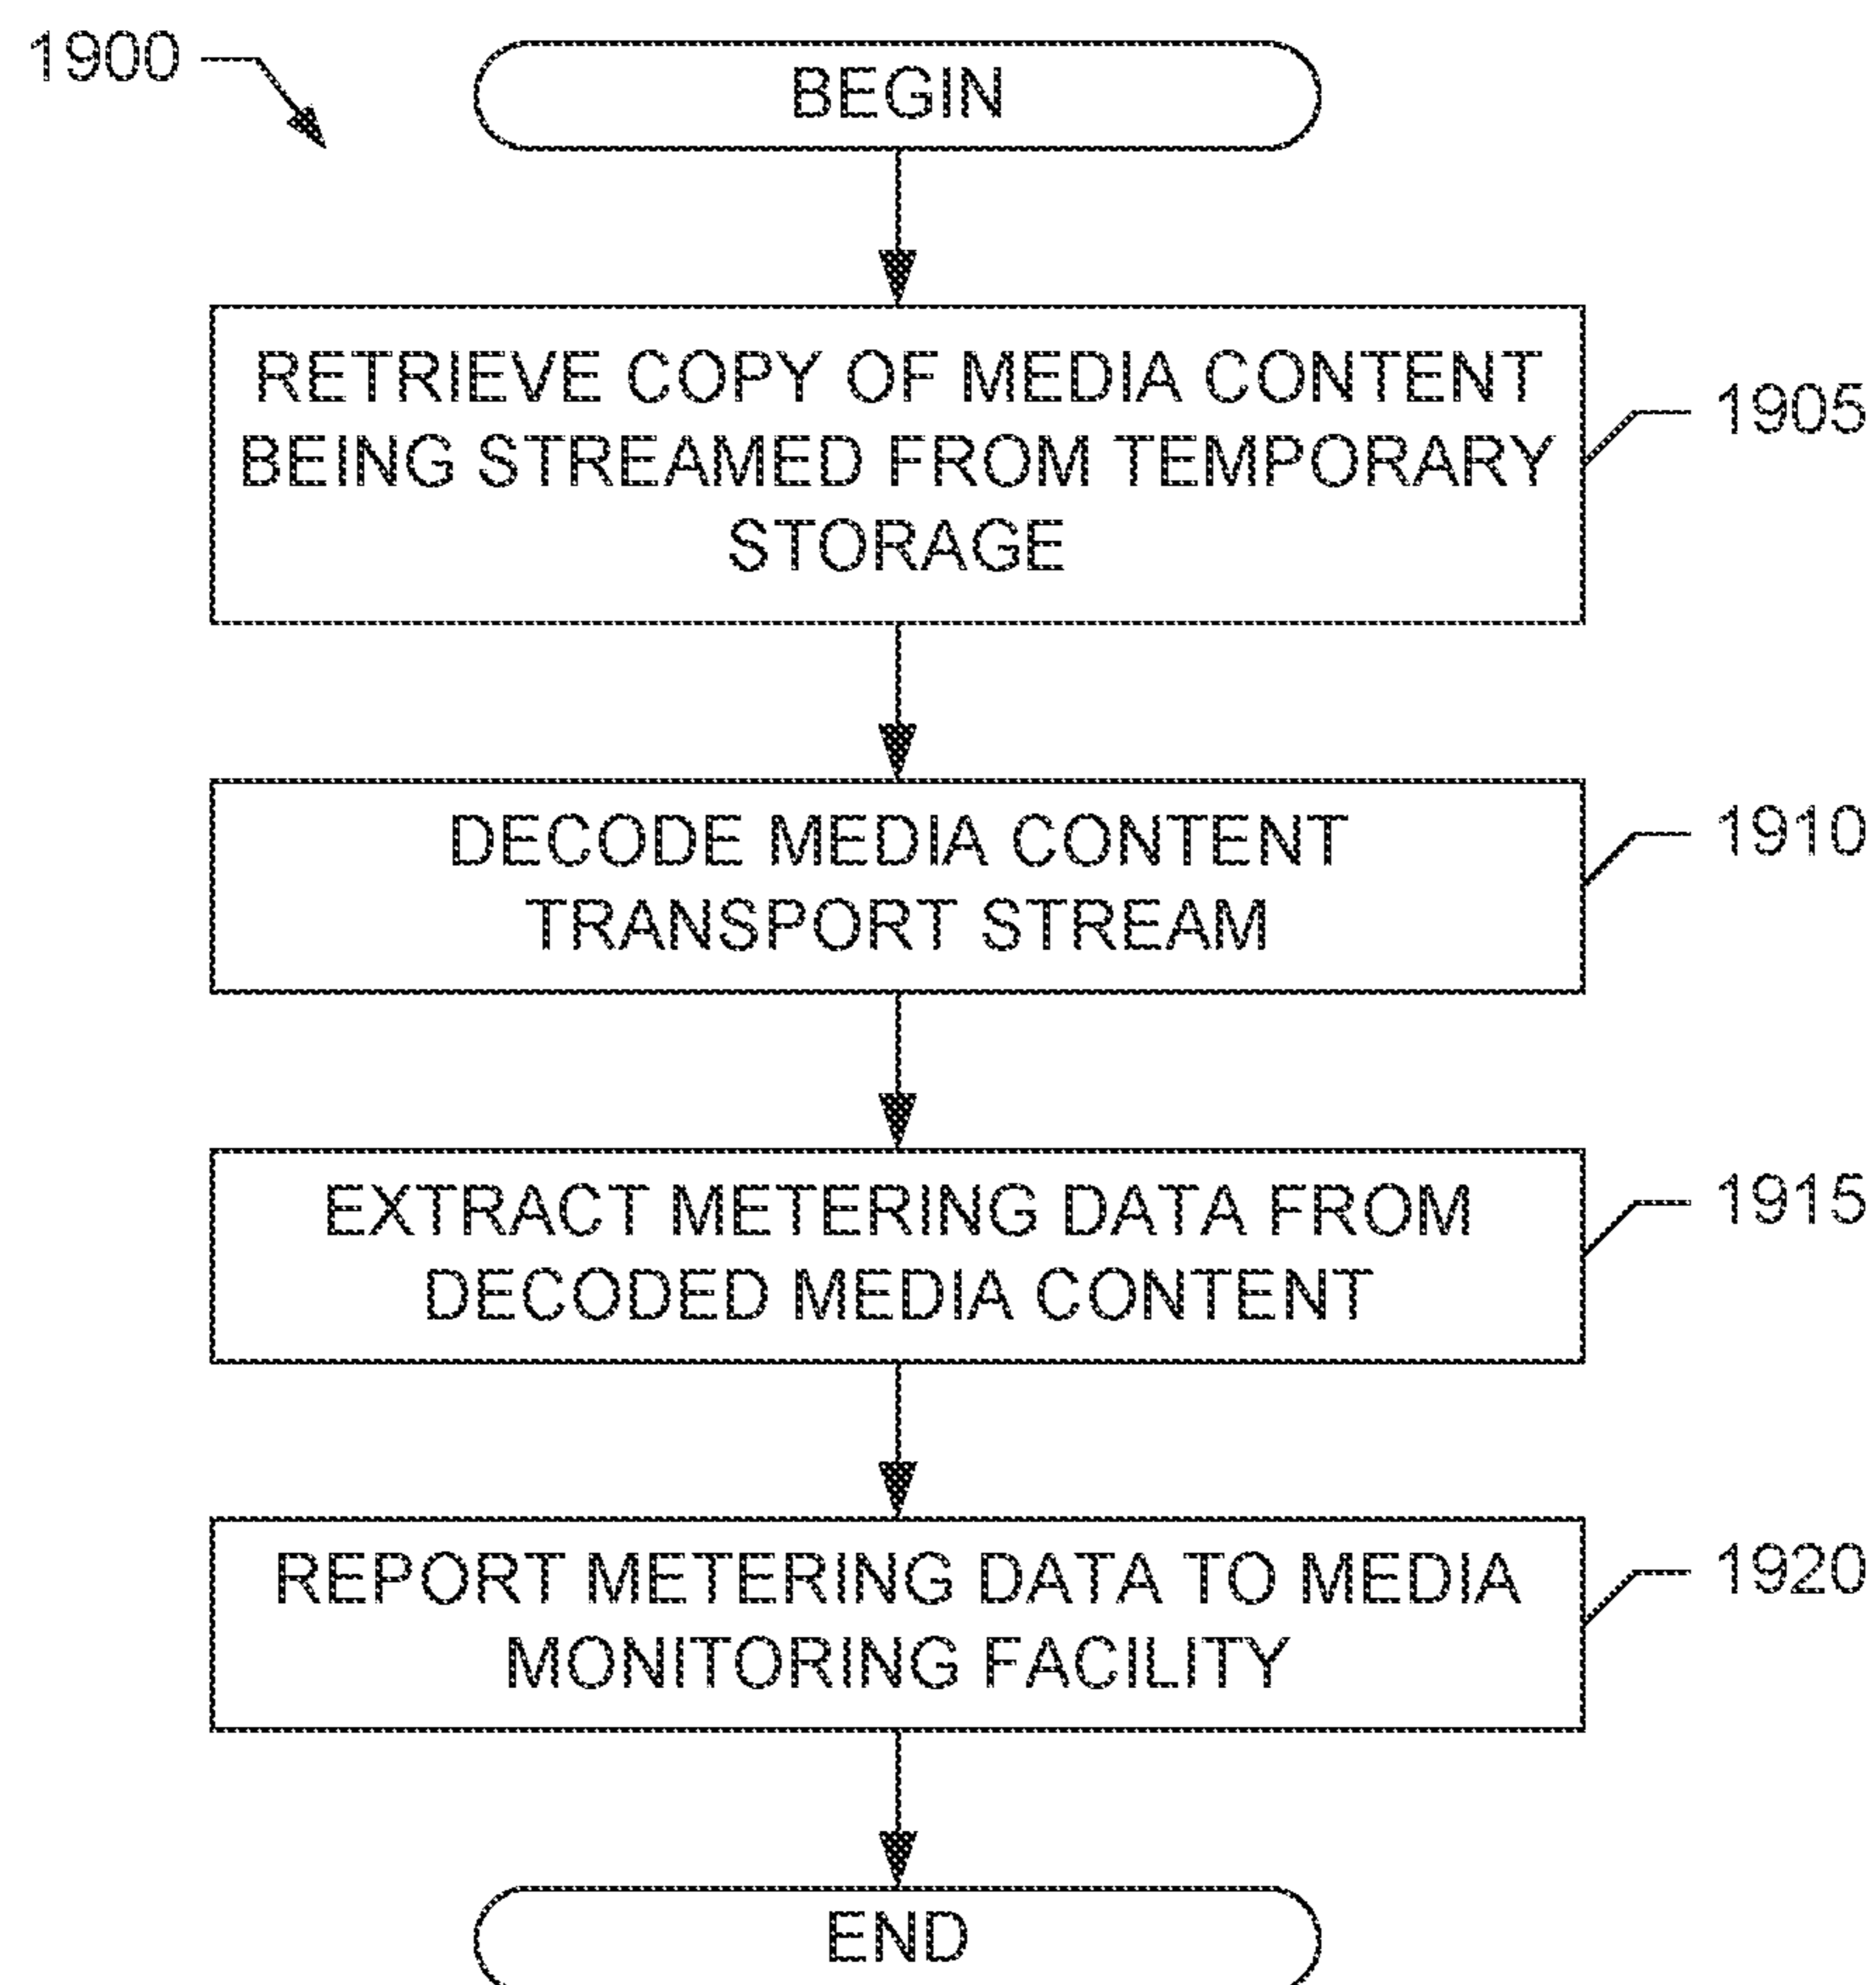 1900
BEGIN
RETRIEVE COPY OF MEDIA CONTENT
BEING STREAMED FROM TEMPORARY
STORAGE
1905
DECODE MEDIA CONTENT
TRANSPORT STREAM
1910
EXTRACT METERING DATA FROM
DECODED MEDIA CONTENT
1915
REPORT METERING DATA TO MEDIA
MONITORING FACILITY
1920
END